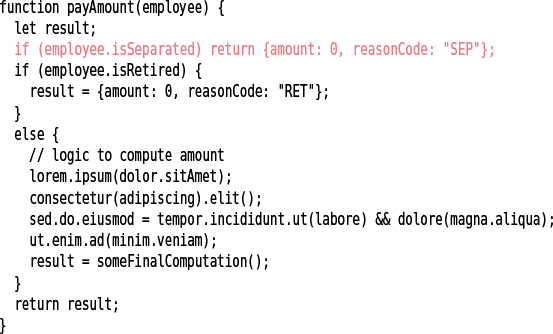 function payAmount(employee) {
  let result;
  if (employee.isSeparated) return {amount: 0, reasonCode: "SEP"};
  if (employee.isRetired) {
    result = {amount: 0, reasonCode: "RET"};
  }
  else {
    // logic to compute amount
    lorem.ipsum(dolor.sitAmet);
    consectetur(adipiscing).elit();
    sed.do.eiusmod = tempor.incididunt.ut(labore) && dolore(magna.aliqua);
    ut.enim.ad(minim.veniam);
    result = someFinalComputation();
  }
  return result;
}